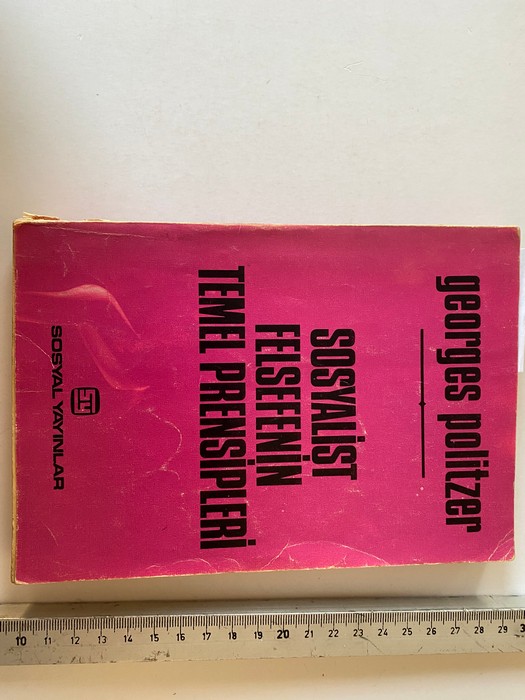 georges politzer
SOSYALİST
FELSEFENİN
TEMEL PRENSİPLERİ
SOSYAL YAYINLAR
10 11 12 13 14 15 16 17 18 19 20 21 22 23 24 25 26 27 28 29